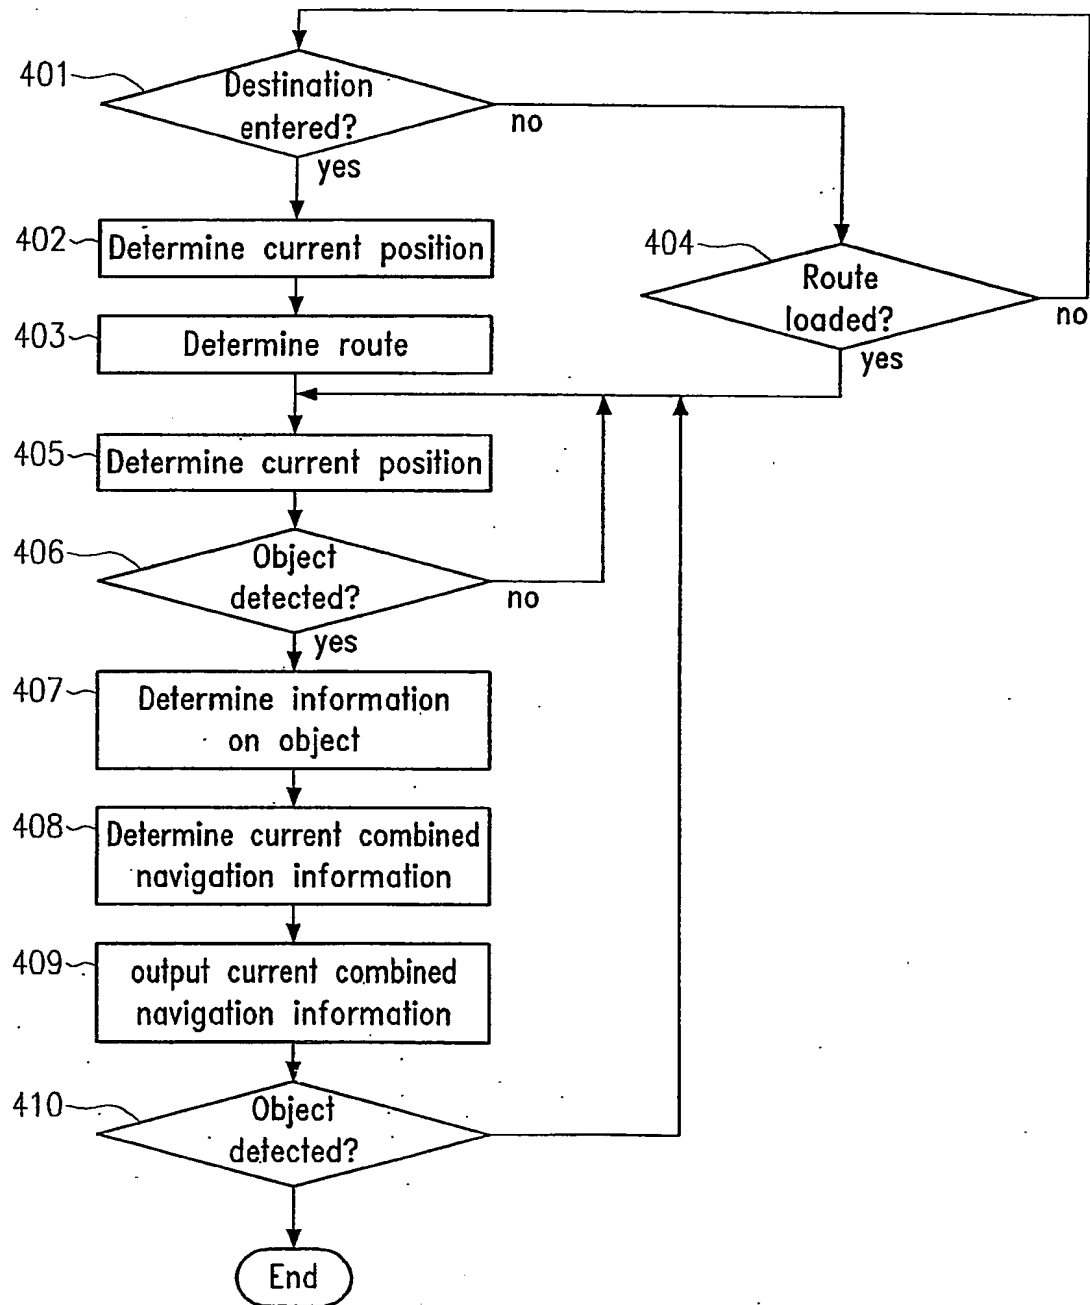 401
Destination
entered?
no
yes
402
Determine current position
404
Route
loaded?
no
yes
403
Determine route
405
Determine current position
406
Object
detected?
no
yes
407
Determine information
on object
408
Determine current combined
navigation information
409
output current combined
navigation information
410
Object
detected?
End